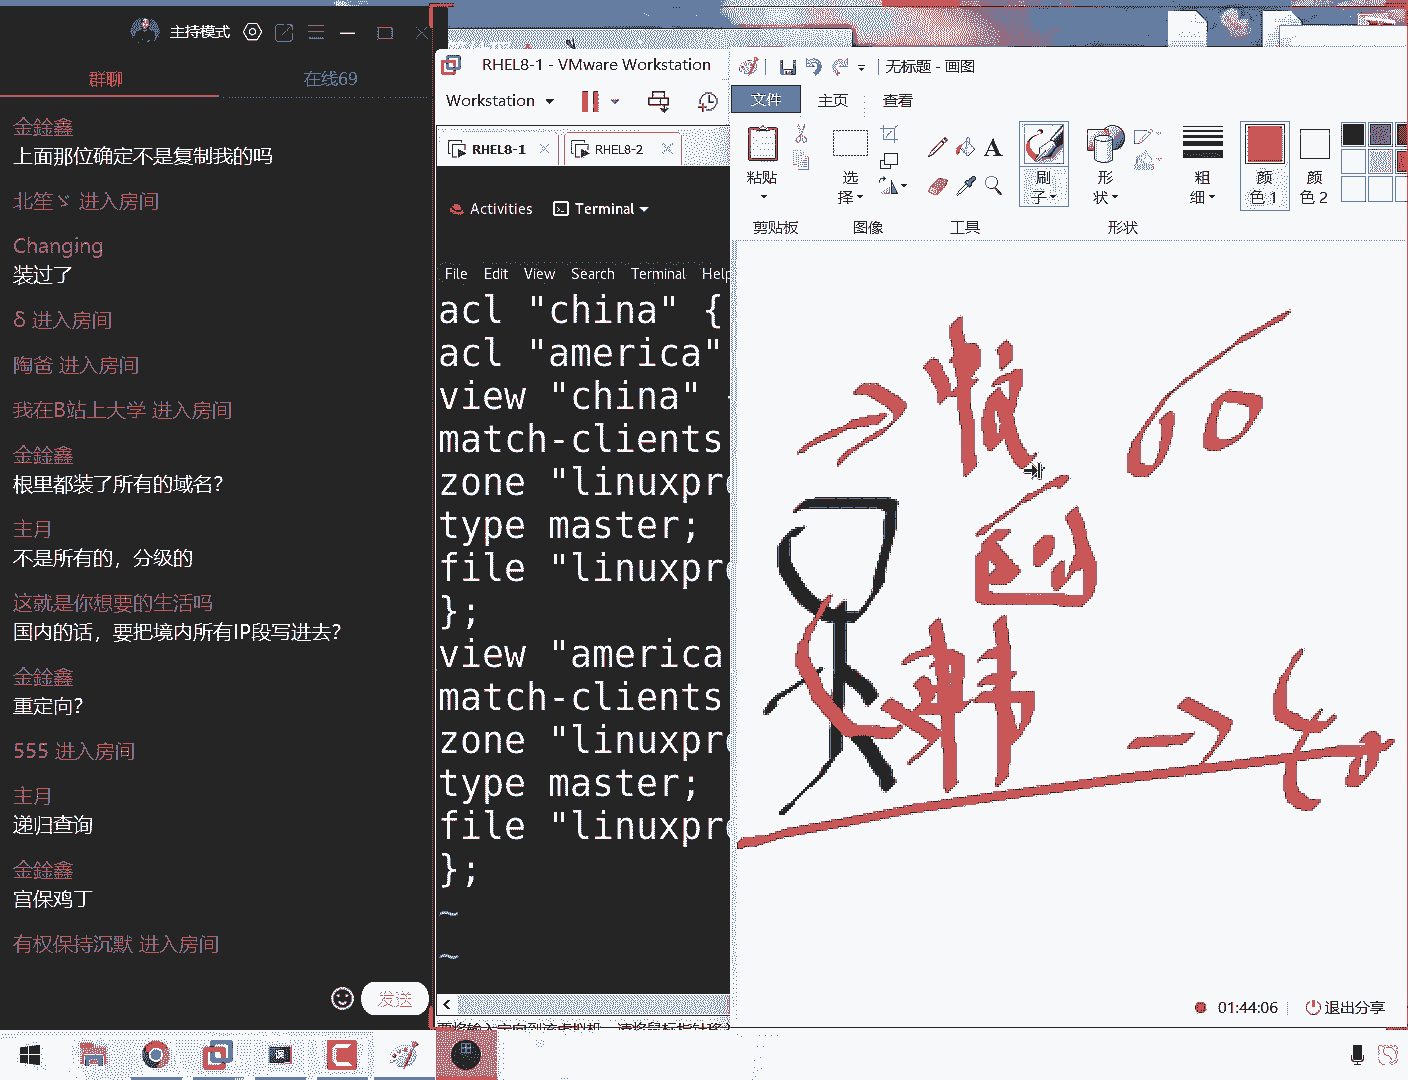 主持模式
群聊
在线69
金銓鑫
上面那位确定不是复制我的吗
北笙ゞ 进入房间
Changing
装过了
δ 进入房间
陶爸 进入房间
我在B站上大学 进入房间
金銓鑫
根里都装了所有的域名?
主月
不是所有的，分级的
这就是你想要的生活吗
国内的话，要把境内所有IP段写进去?
金銓鑫
重定向?
555 进入房间
主月
递归查询
金銓鑫
宫保鸡丁
有权保持沉默 进入房间
发送
RHEL8-1 - VMware Workstation
Workstation
RHEL8-1
RHEL8-2
Activities
Terminal
File Edit View Search Terminal Help
acl "china" {
acl "america"
view "china"
match-clients
zone "linuxpr
type master;
file "linuxpr
};
view "america
match-clients
zone "linuxpr
type master;
file "linuxpr
};
~
~
无标题 - 画图
文件
主页
查看
粘贴
选择
刷子
形状
粗细
颜色 1
颜色 2
剪贴板
图像
工具
形状
01:44:06
退出分享